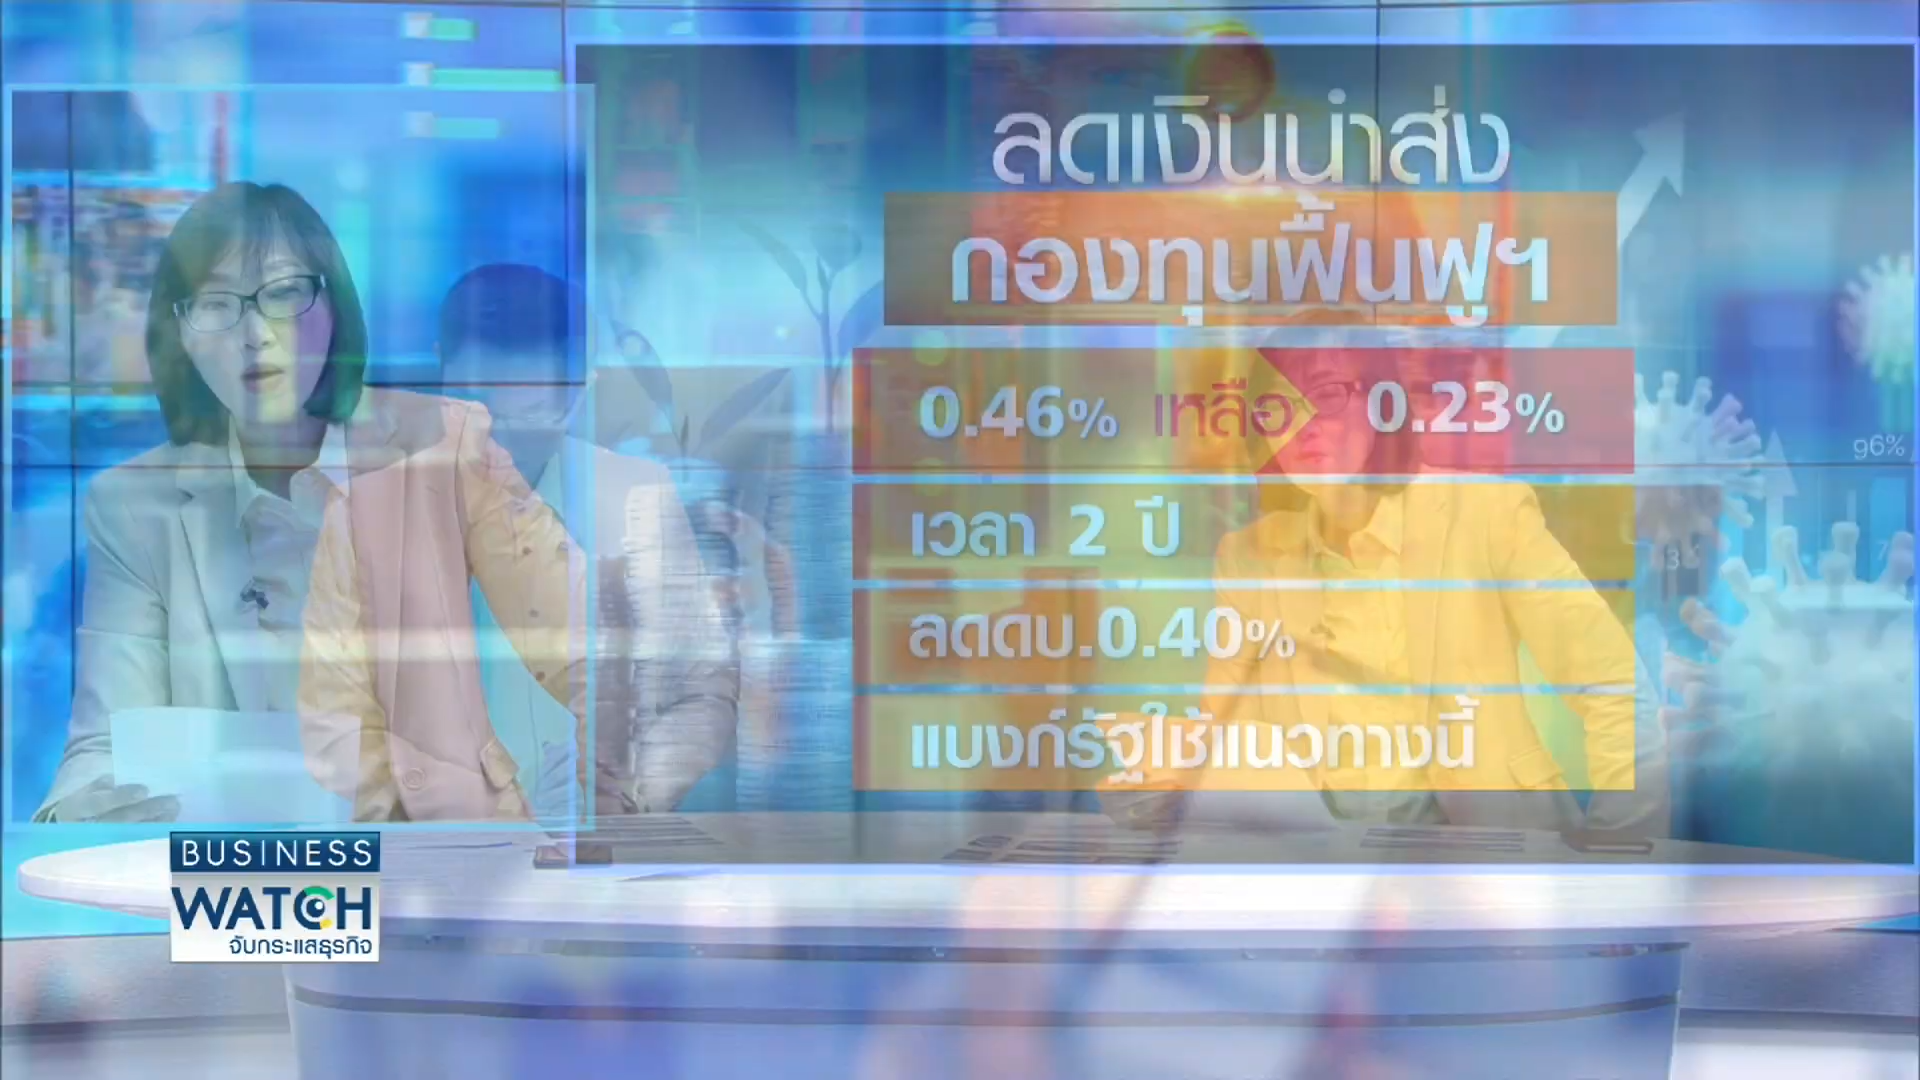 ลดเงินนำส่ง
กองทุนฟื้นฟูฯ
0.46% เหลือ 0.23%
96%
เวลา 2 ปี
ลดดบ.0.40%
แบงก์รัฐใช้แนวทางนี้
BUSINESS
WATCH
จับกระแสธุรกิจ